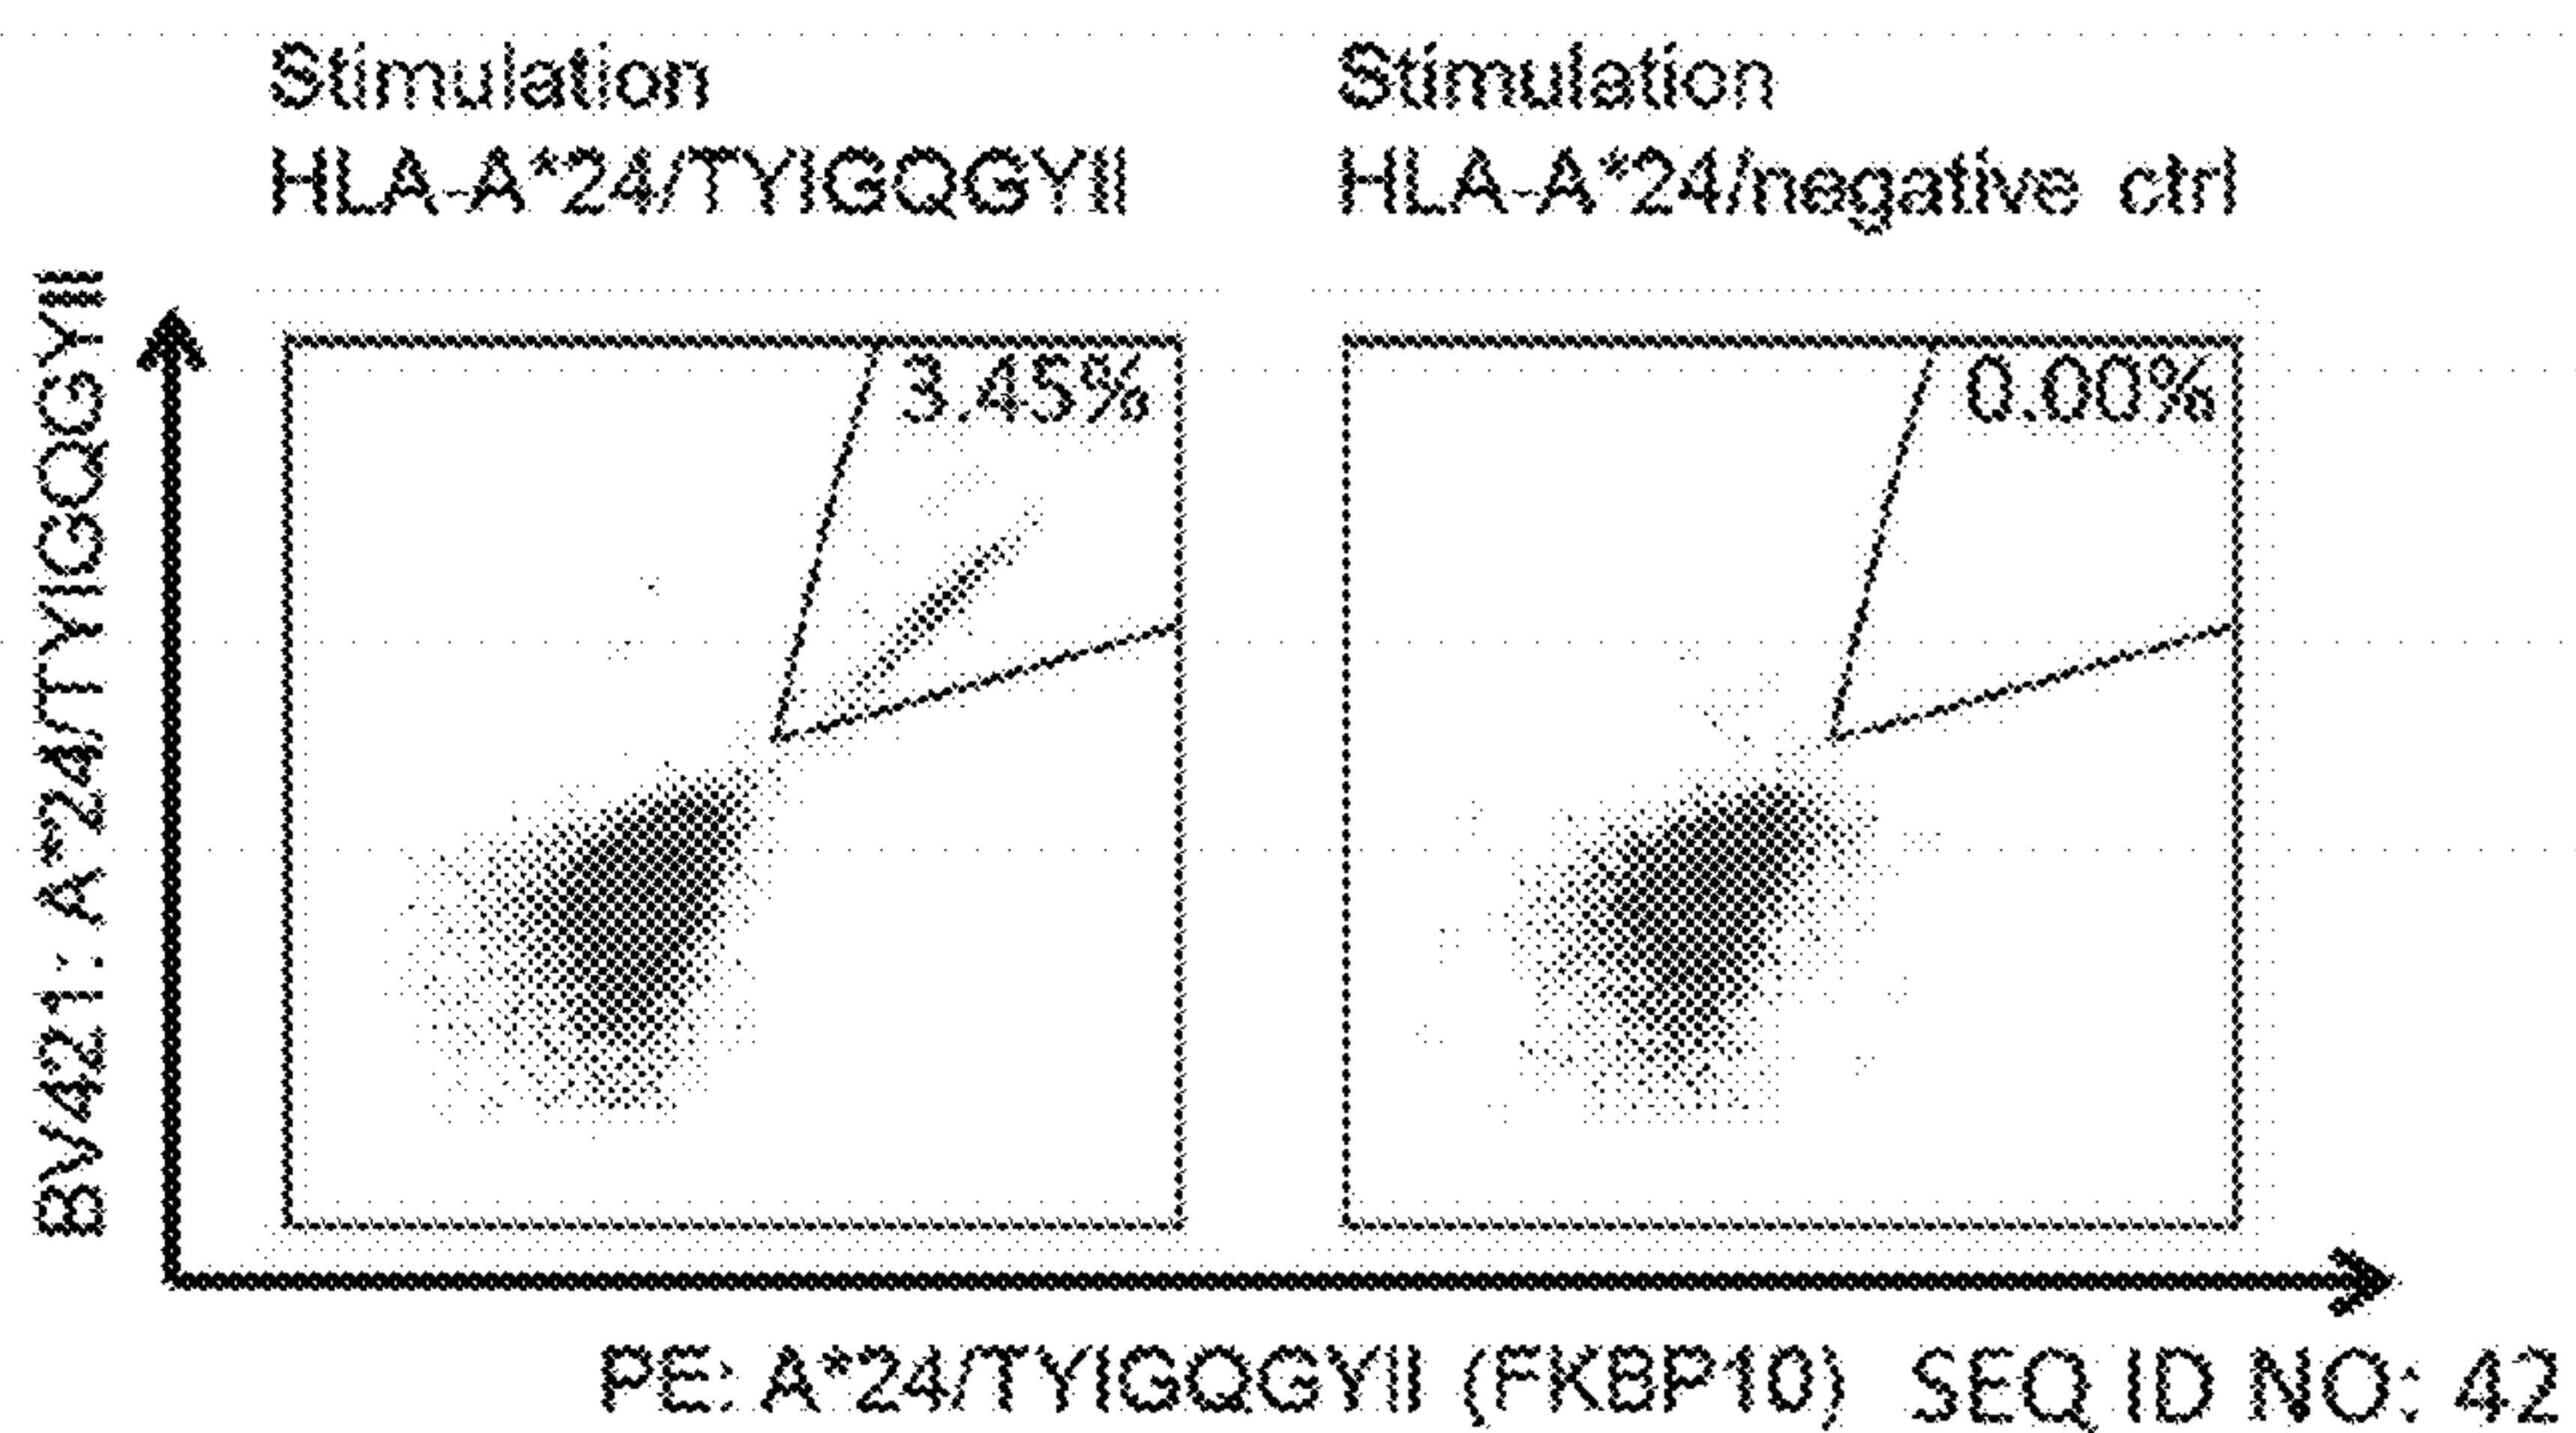 Stimulation
HLA-A*24/TYIGQGYII
Stimulation
HLA-A*24/negative ctrl
BV421: A*24/TYIGQGYII
3.45%
0.00%
PE: A*24/TYIGQGYII (FKBP10) SEQ ID NO: 42